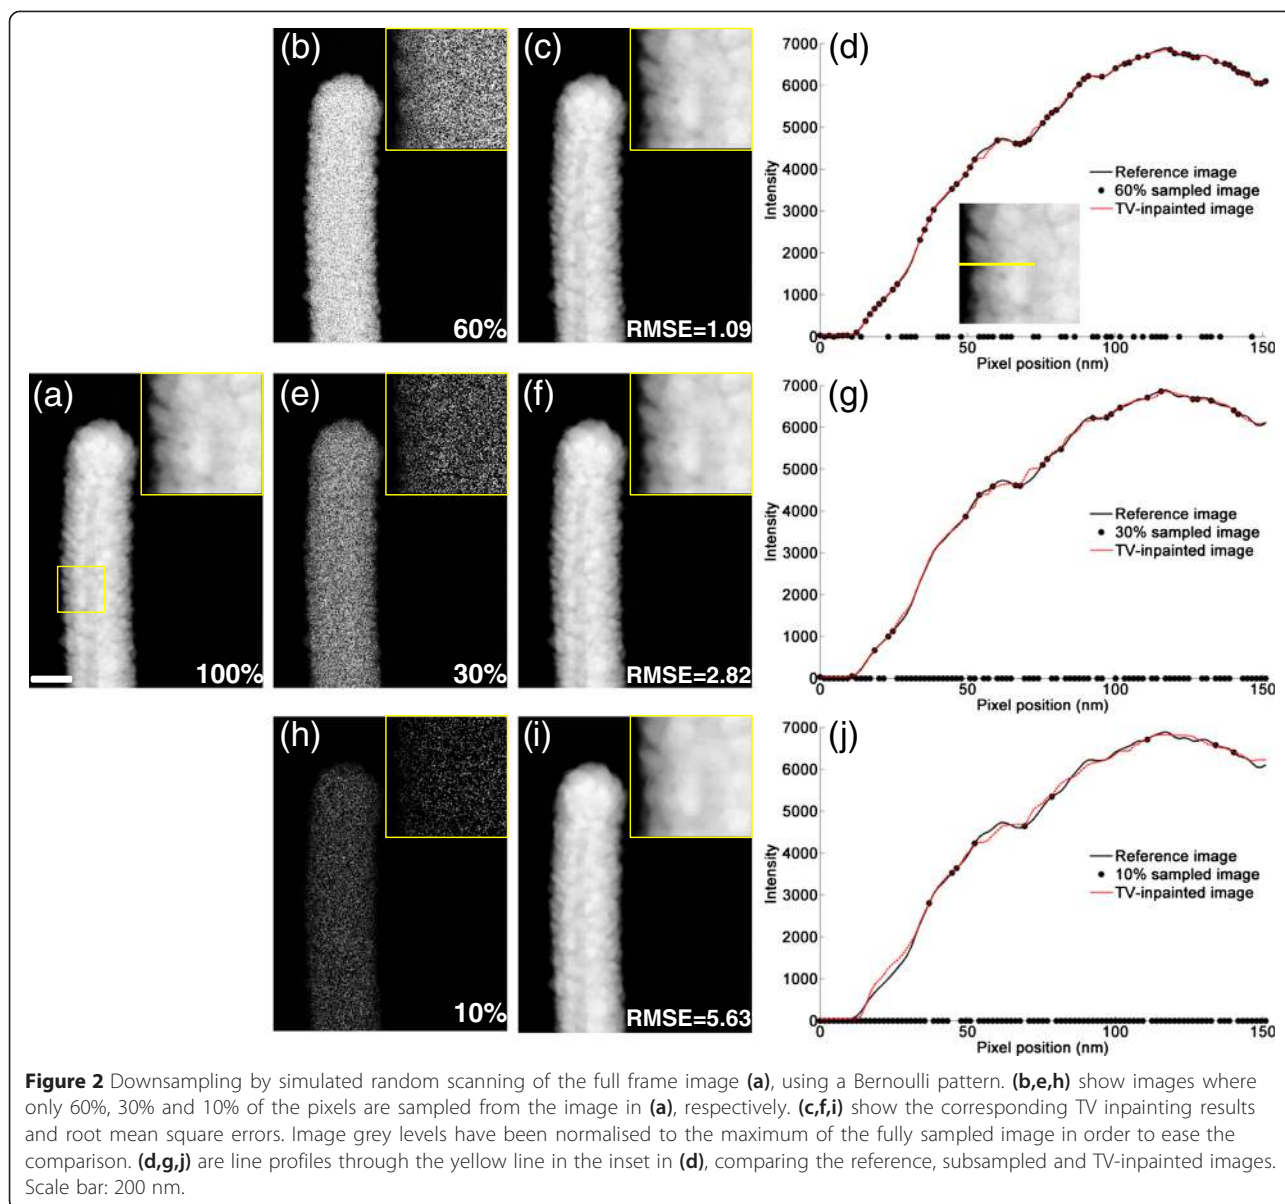 (b)
60%
(c)
RMSE=1.09
(d)
7000
6000
5000
4000
3000
2000
1000
0
Intensity
Reference image
60% sampled image
TV-inpainted image
0
50
100
150
Pixel position (nm)
(a)
100%
(e)
30%
(f)
RMSE=2.82
(g)
7000
6000
5000
4000
3000
2000
1000
0
Intensity
Reference image
30% sampled image
TV-inpainted image
0
50
100
150
Pixel position (nm)
(h)
10%
(i)
RMSE=5.63
(j)
7000
6000
5000
4000
3000
2000
1000
0
Intensity
Reference image
10% sampled image
TV-inpainted image
0
50
100
150
Pixel position (nm)
Figure 2 Downsampling by simulated random scanning of the full frame image (a), using a Bernoulli pattern. (b,e,h) show images where
only 60%, 30% and 10% of the pixels are sampled from the image in (a), respectively. (c,f,i) show the corresponding TV inpainting results
and root mean square errors. Image grey levels have been normalised to the maximum of the fully sampled image in order to ease the
comparison. (d,g,j) are line profiles through the yellow line in the inset in (d), comparing the reference, subsampled and TV-inpainted images.
Scale bar: 200 nm.